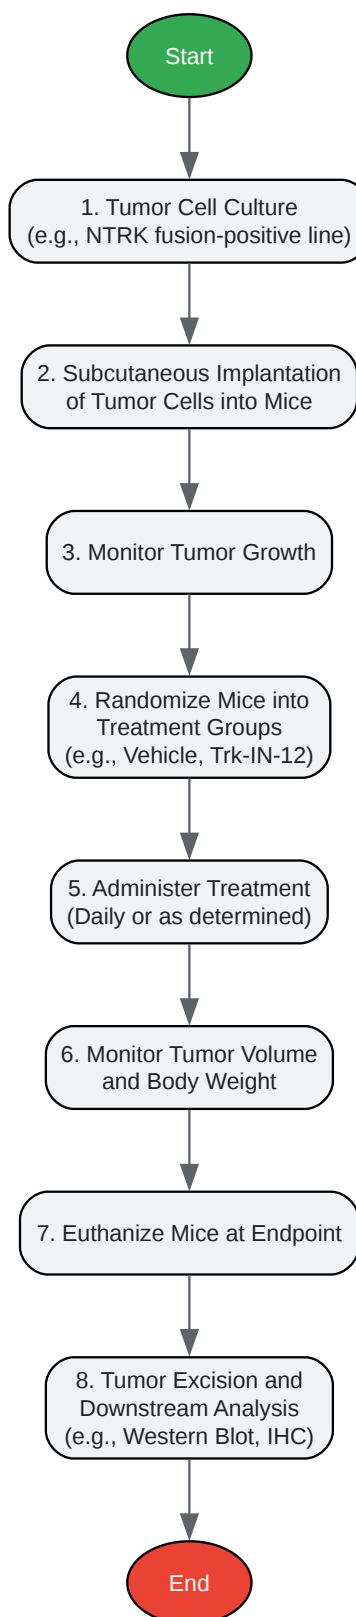 Start
1. Tumor Cell Culture
(e.g., NTRK fusion-positive line)
2. Subcutaneous Implantation
of Tumor Cells into Mice
3. Monitor Tumor Growth
4. Randomize Mice into
Treatment Groups
(e.g., Vehicle, Trk-IN-12)
5. Administer Treatment
(Daily or as determined)
6. Monitor Tumor Volume
and Body Weight
7. Euthanize Mice at Endpoint
8. Tumor Excision and
Downstream Analysis
(e.g., Western Blot, IHC)
End